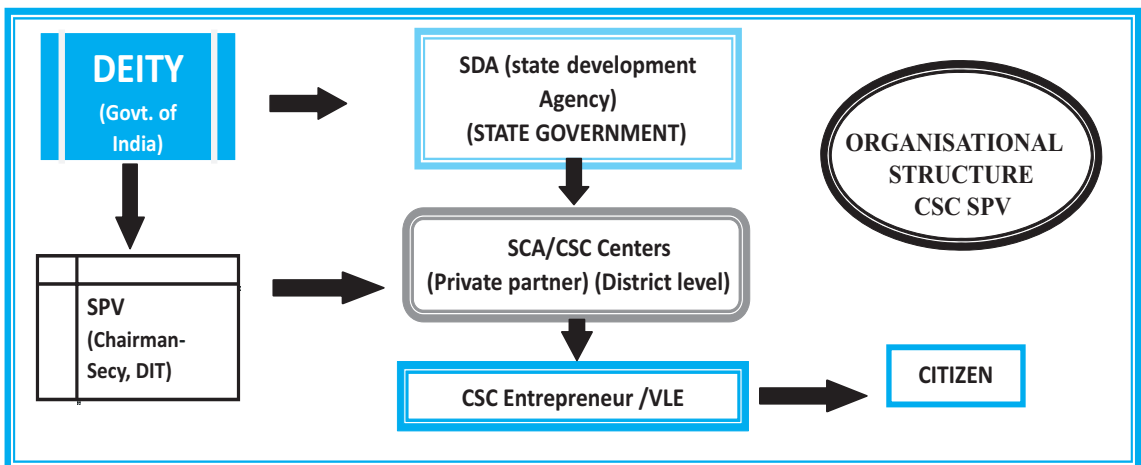 DEITY
(Govt. of
India)
SDA (state development
Agency)
(STATE GOVERNMENT)
ORGANISATIONAL
STRUCTURE
CSC SPV
SCA/CSC Centers
(Private partner) (District level)
SPV
(Chairman-
Secy, DIT)
CSC Entrepreneur /VLE
CITIZEN